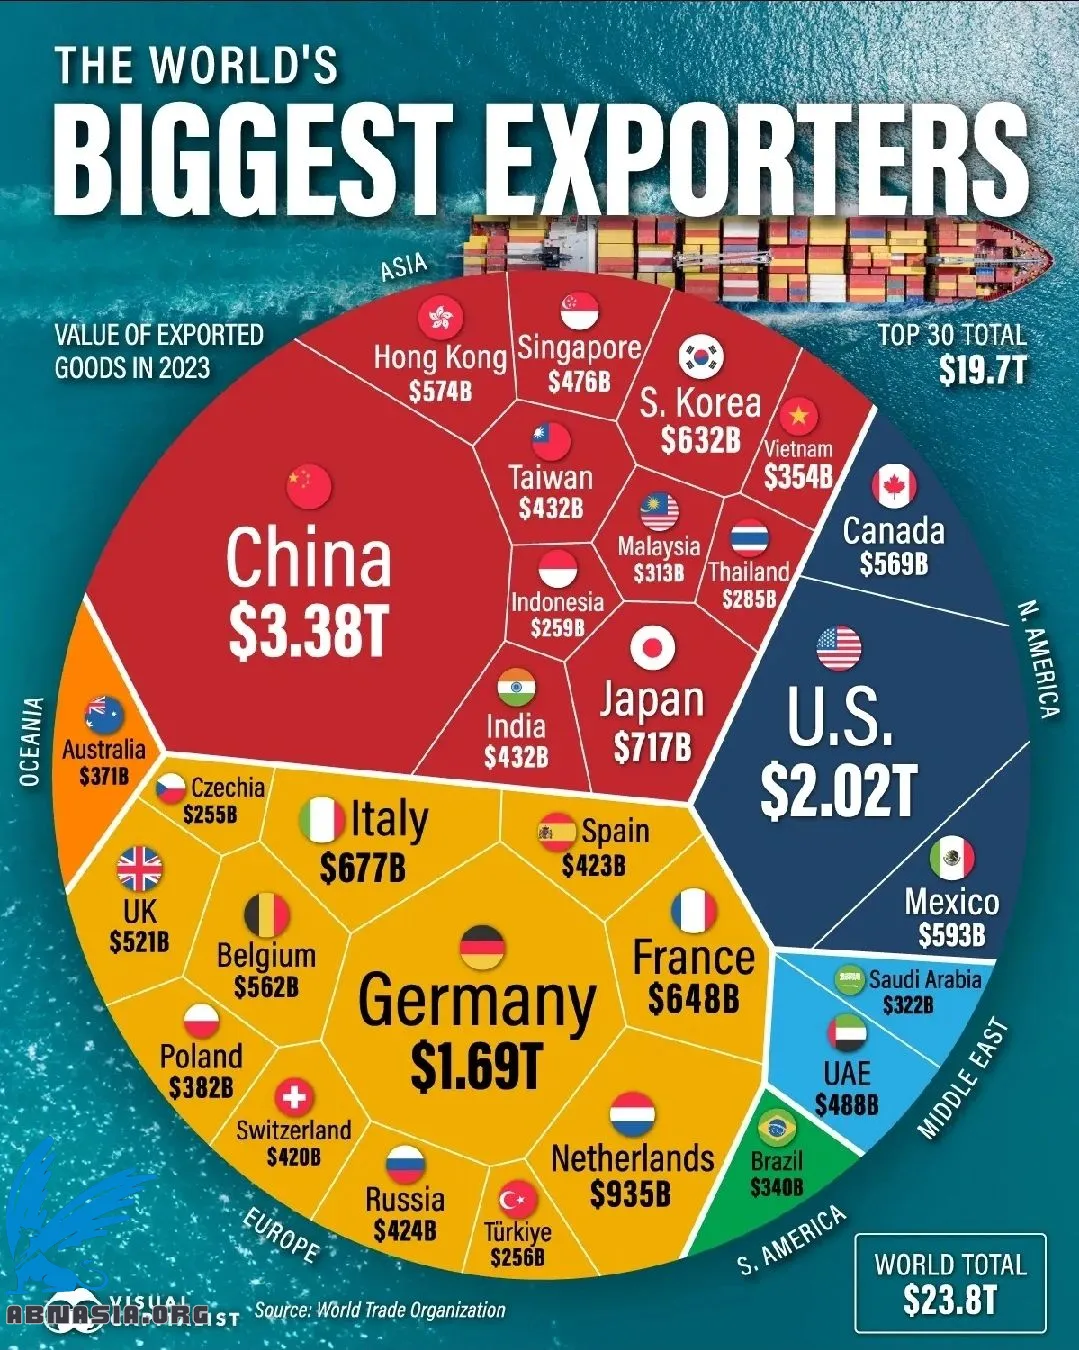 THE WORLD'S
BIGGEST EXPORTERS
ASIA
VALUE OF EXPORTED
GOODS IN 2023
TOP 30 TOTAL
$19.7T
Hong Kong
$574B
Singapore
$476B
S. Korea
$632B
Vietnam
$354B
Taiwan
$432B
Malaysia
$313B
Thailand
$285B
China
$3.38T
Indonesia
$259B
India
$432B
Japan
$717B
N. AMERICA
Canada
$569B
U.S.
$2.02T
Mexico
$593B
OCEANIA
Australia
$371B
Czechia
$255B
Italy
$677B
Spain
$423B
UK
$521B
Belgium
$562B
Germany
$1.69T
France
$648B
Poland
$382B
Switzerland
$420B
Russia
$424B
Türkiye
$256B
Netherlands
$935B
EUROPE
Saudi Arabia
$322B
UAE
$488B
MIDDLE EAST
Brazil
$340B
S. AMERICA
WORLD TOTAL
$23.8T
VISUAL
ABNASIA.ORG
Source: World Trade Organization